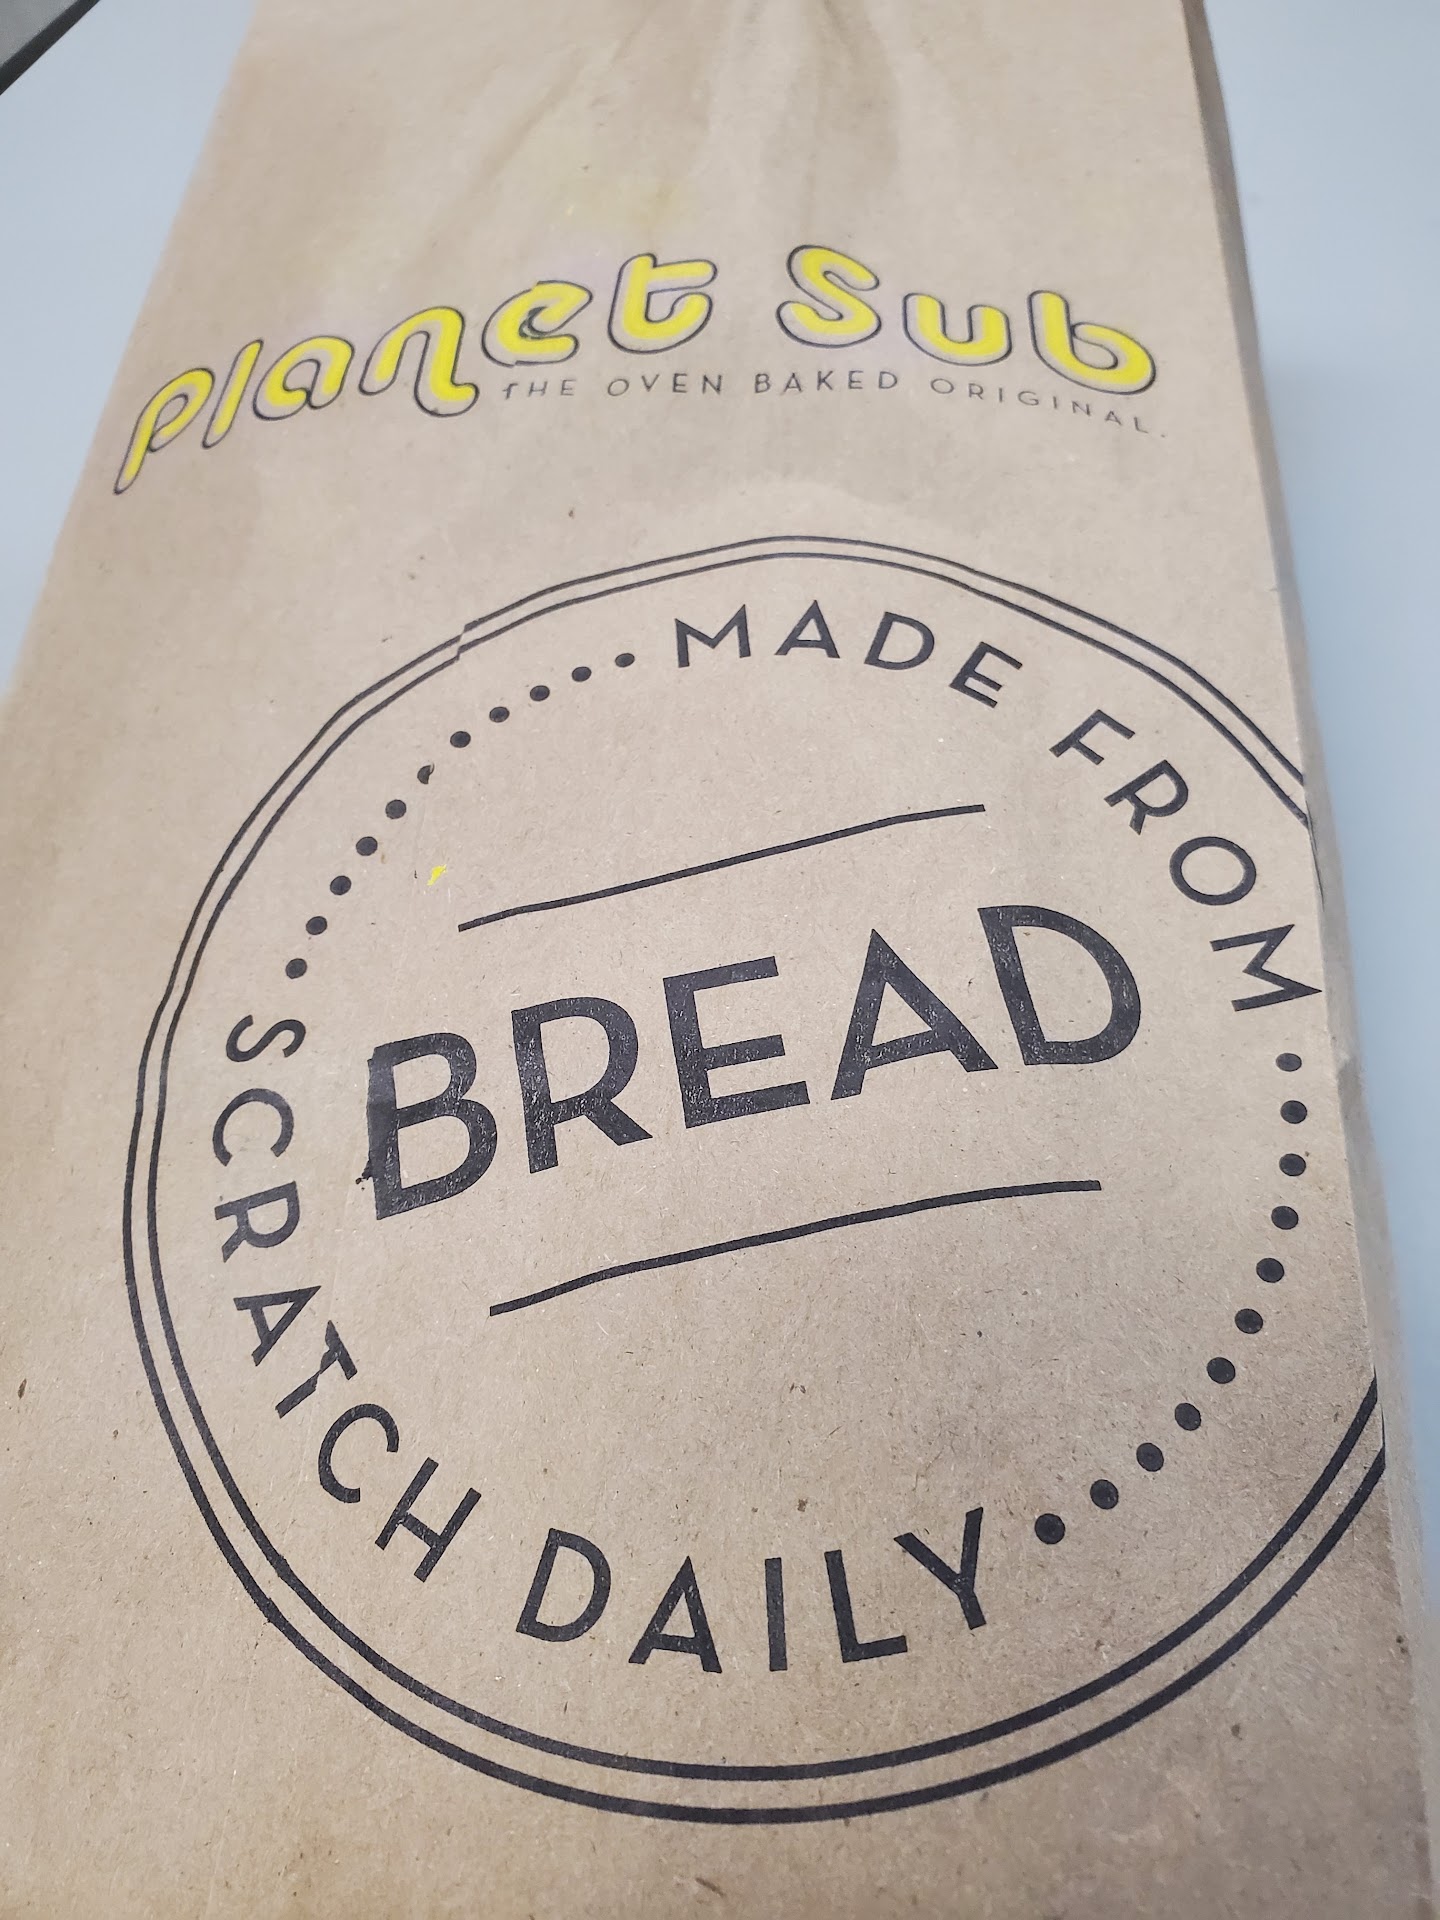 planet Sub
THE OVEN BAKED ORIGINAL.
MADE FROM
BREAD
SCRATCH DAILY